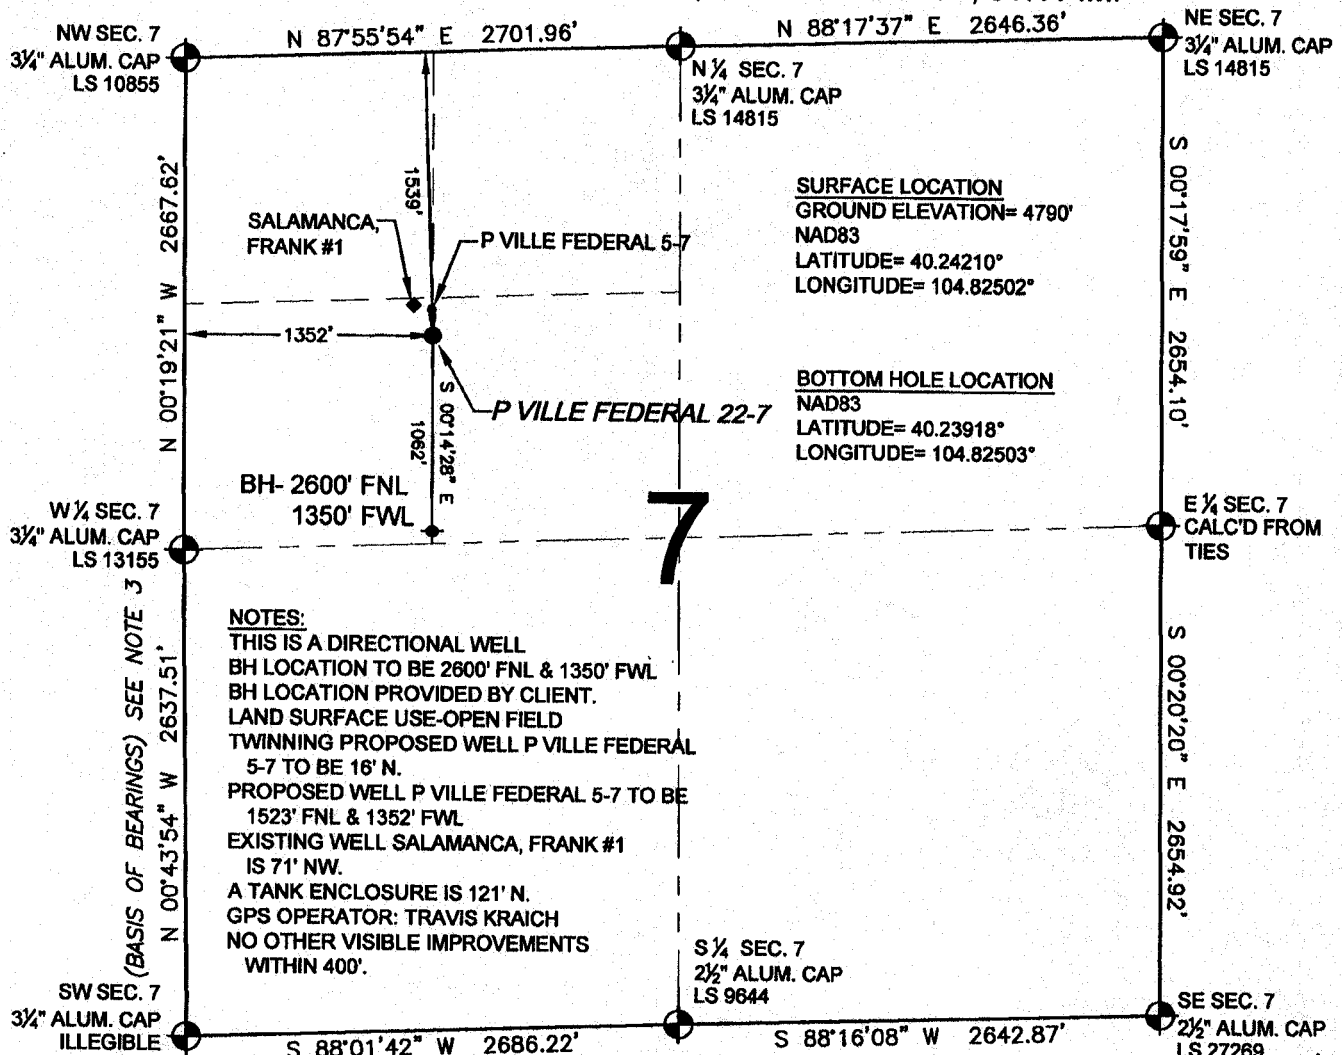 NW SEC. 7
3¼" ALUM. CAP
LS 10855
N 87°55'54" E 2701.96'
N 88°17'37" E 2646.36'
NE SEC. 7
3¼" ALUM. CAP
LS 14815
N ¼ SEC. 7
3¼" ALUM. CAP
LS 14815
N 00°19'21" W 2667.62'
1539'
SALAMANCA,
FRANK #1
P VILLE FEDERAL 5-7
SURFACE LOCATION
GROUND ELEVATION= 4790'
NAD83
LATITUDE= 40.24210°
LONGITUDE= 104.82502°
S 00°17'59" E 2654.10'
1352'
P VILLE FEDERAL 22-7
BOTTOM HOLE LOCATION
NAD83
LATITUDE= 40.23918°
LONGITUDE= 104.82503°
S 00°14'28" E
1062'
BH- 2600' FNL
1350' FWL
7
W ¼ SEC. 7
3¼" ALUM. CAP
LS 13155
E ¼ SEC. 7
CALC'D FROM
TIES
(BASIS OF BEARINGS) SEE NOTE 3
N 00°43'54" W 2637.51'
NOTES:
THIS IS A DIRECTIONAL WELL
BH LOCATION TO BE 2600' FNL & 1350' FWL
BH LOCATION PROVIDED BY CLIENT.
LAND SURFACE USE-OPEN FIELD
TWINNING PROPOSED WELL P VILLE FEDERAL
5-7 TO BE 16' N.
PROPOSED WELL P VILLE FEDERAL 5-7 TO BE
1523' FNL & 1352' FWL
EXISTING WELL SALAMANCA, FRANK #1
IS 71' NW.
A TANK ENCLOSURE IS 121' N.
GPS OPERATOR: TRAVIS KRAICH
NO OTHER VISIBLE IMPROVEMENTS
WITHIN 400'.
S 00°20'20" E 2654.92'
S ¼ SEC. 7
2½" ALUM. CAP
LS 9644
SW SEC. 7
3¼" ALUM. CAP
ILLEGIBLE
S 88°01'42" W 2686.22'
S 88°16'08" W 2642.87'
SE SEC. 7
2½" ALUM. CAP
LS 27269